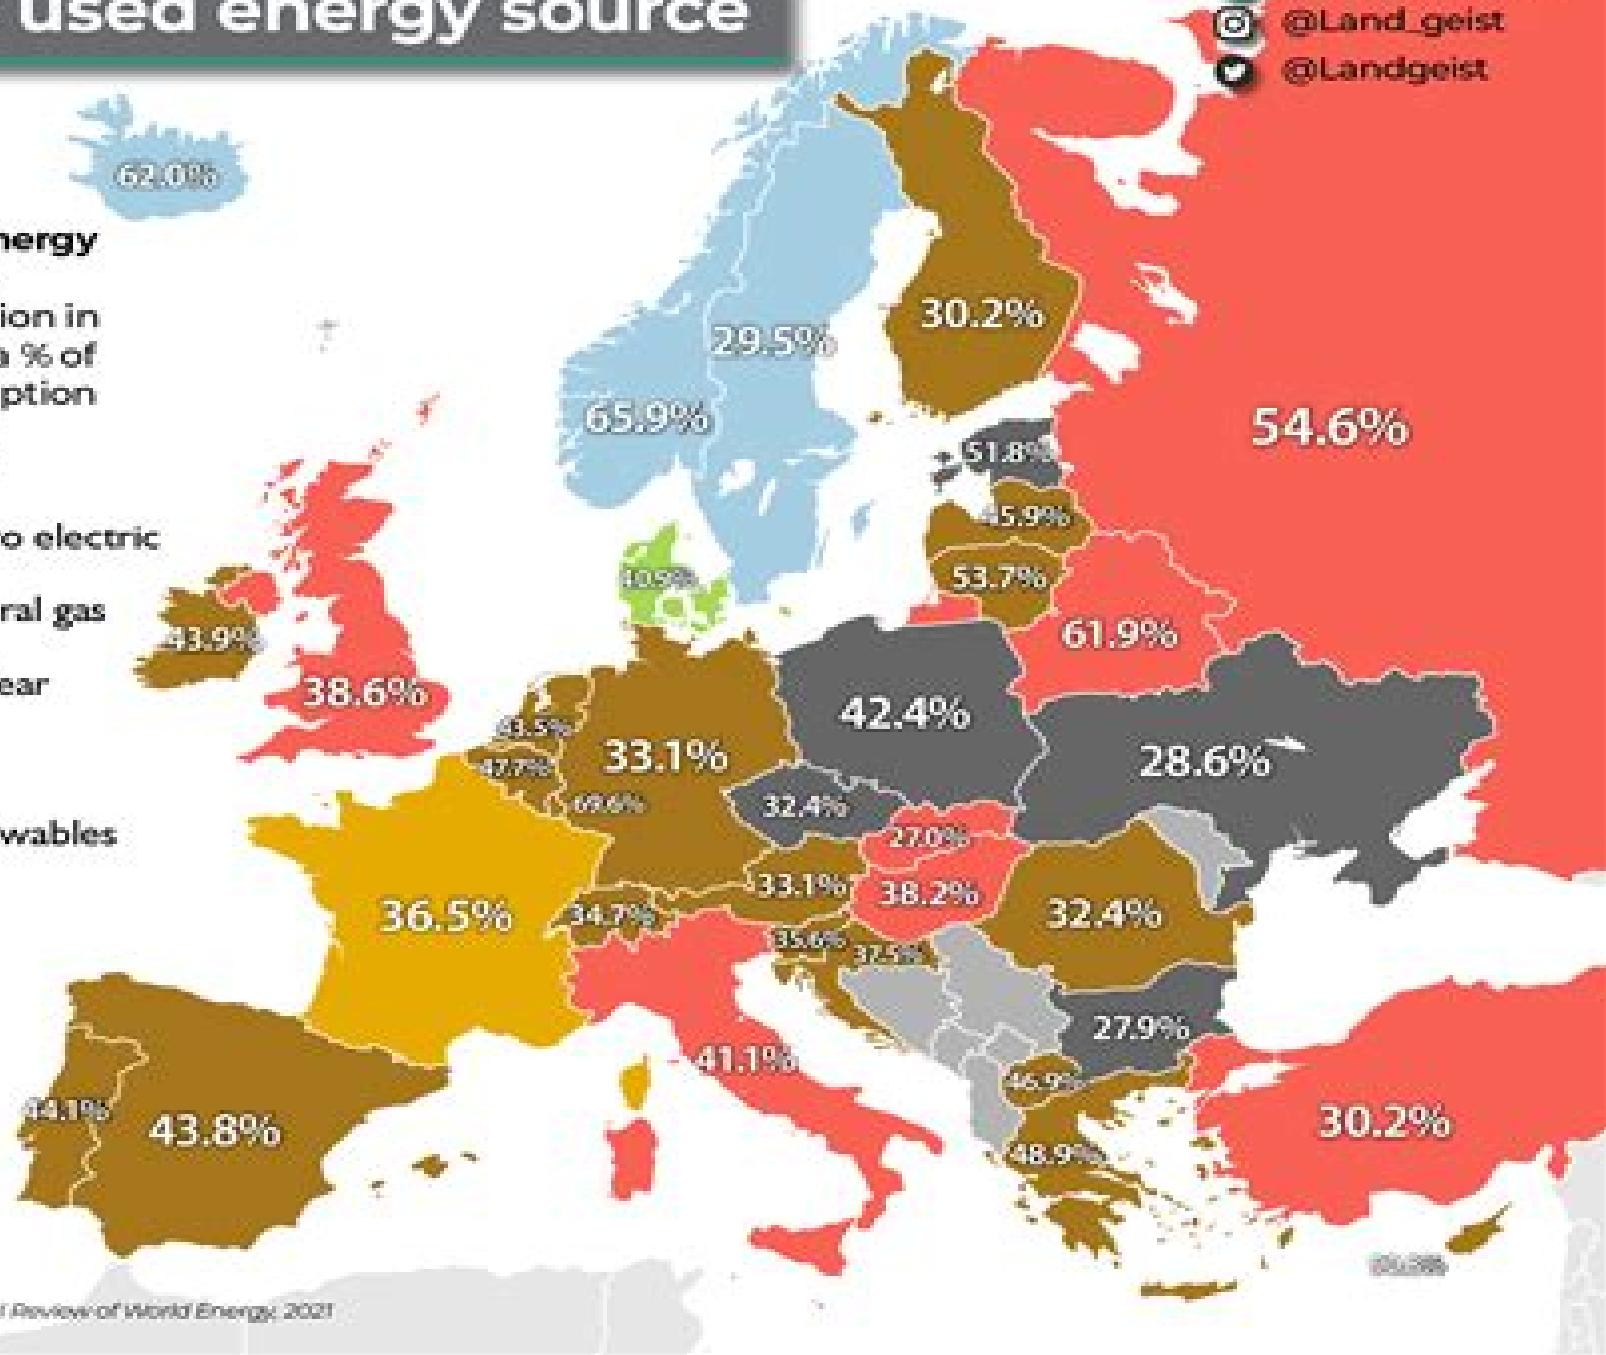 used energy source
@Land_geist
@Landgeist
62.0%
nergy
ion in
a % of
ption
30.2%
29.5%
65.9%
54.6%
51.8%
o electric
45.9%
40.5%
53.7%
ral gas
61.9%
43.9%
ear
38.6%
42.4%
43.5%
33.1%
28.6%
47.7%
69.6%
32.4%
wables
27.0%
33.1%
38.2%
36.5%
34.7%
32.4%
35.6%
27.9%
41.1%
46.9%
44.1%
43.8%
30.2%
48.9%
l Review of World Energy, 2021